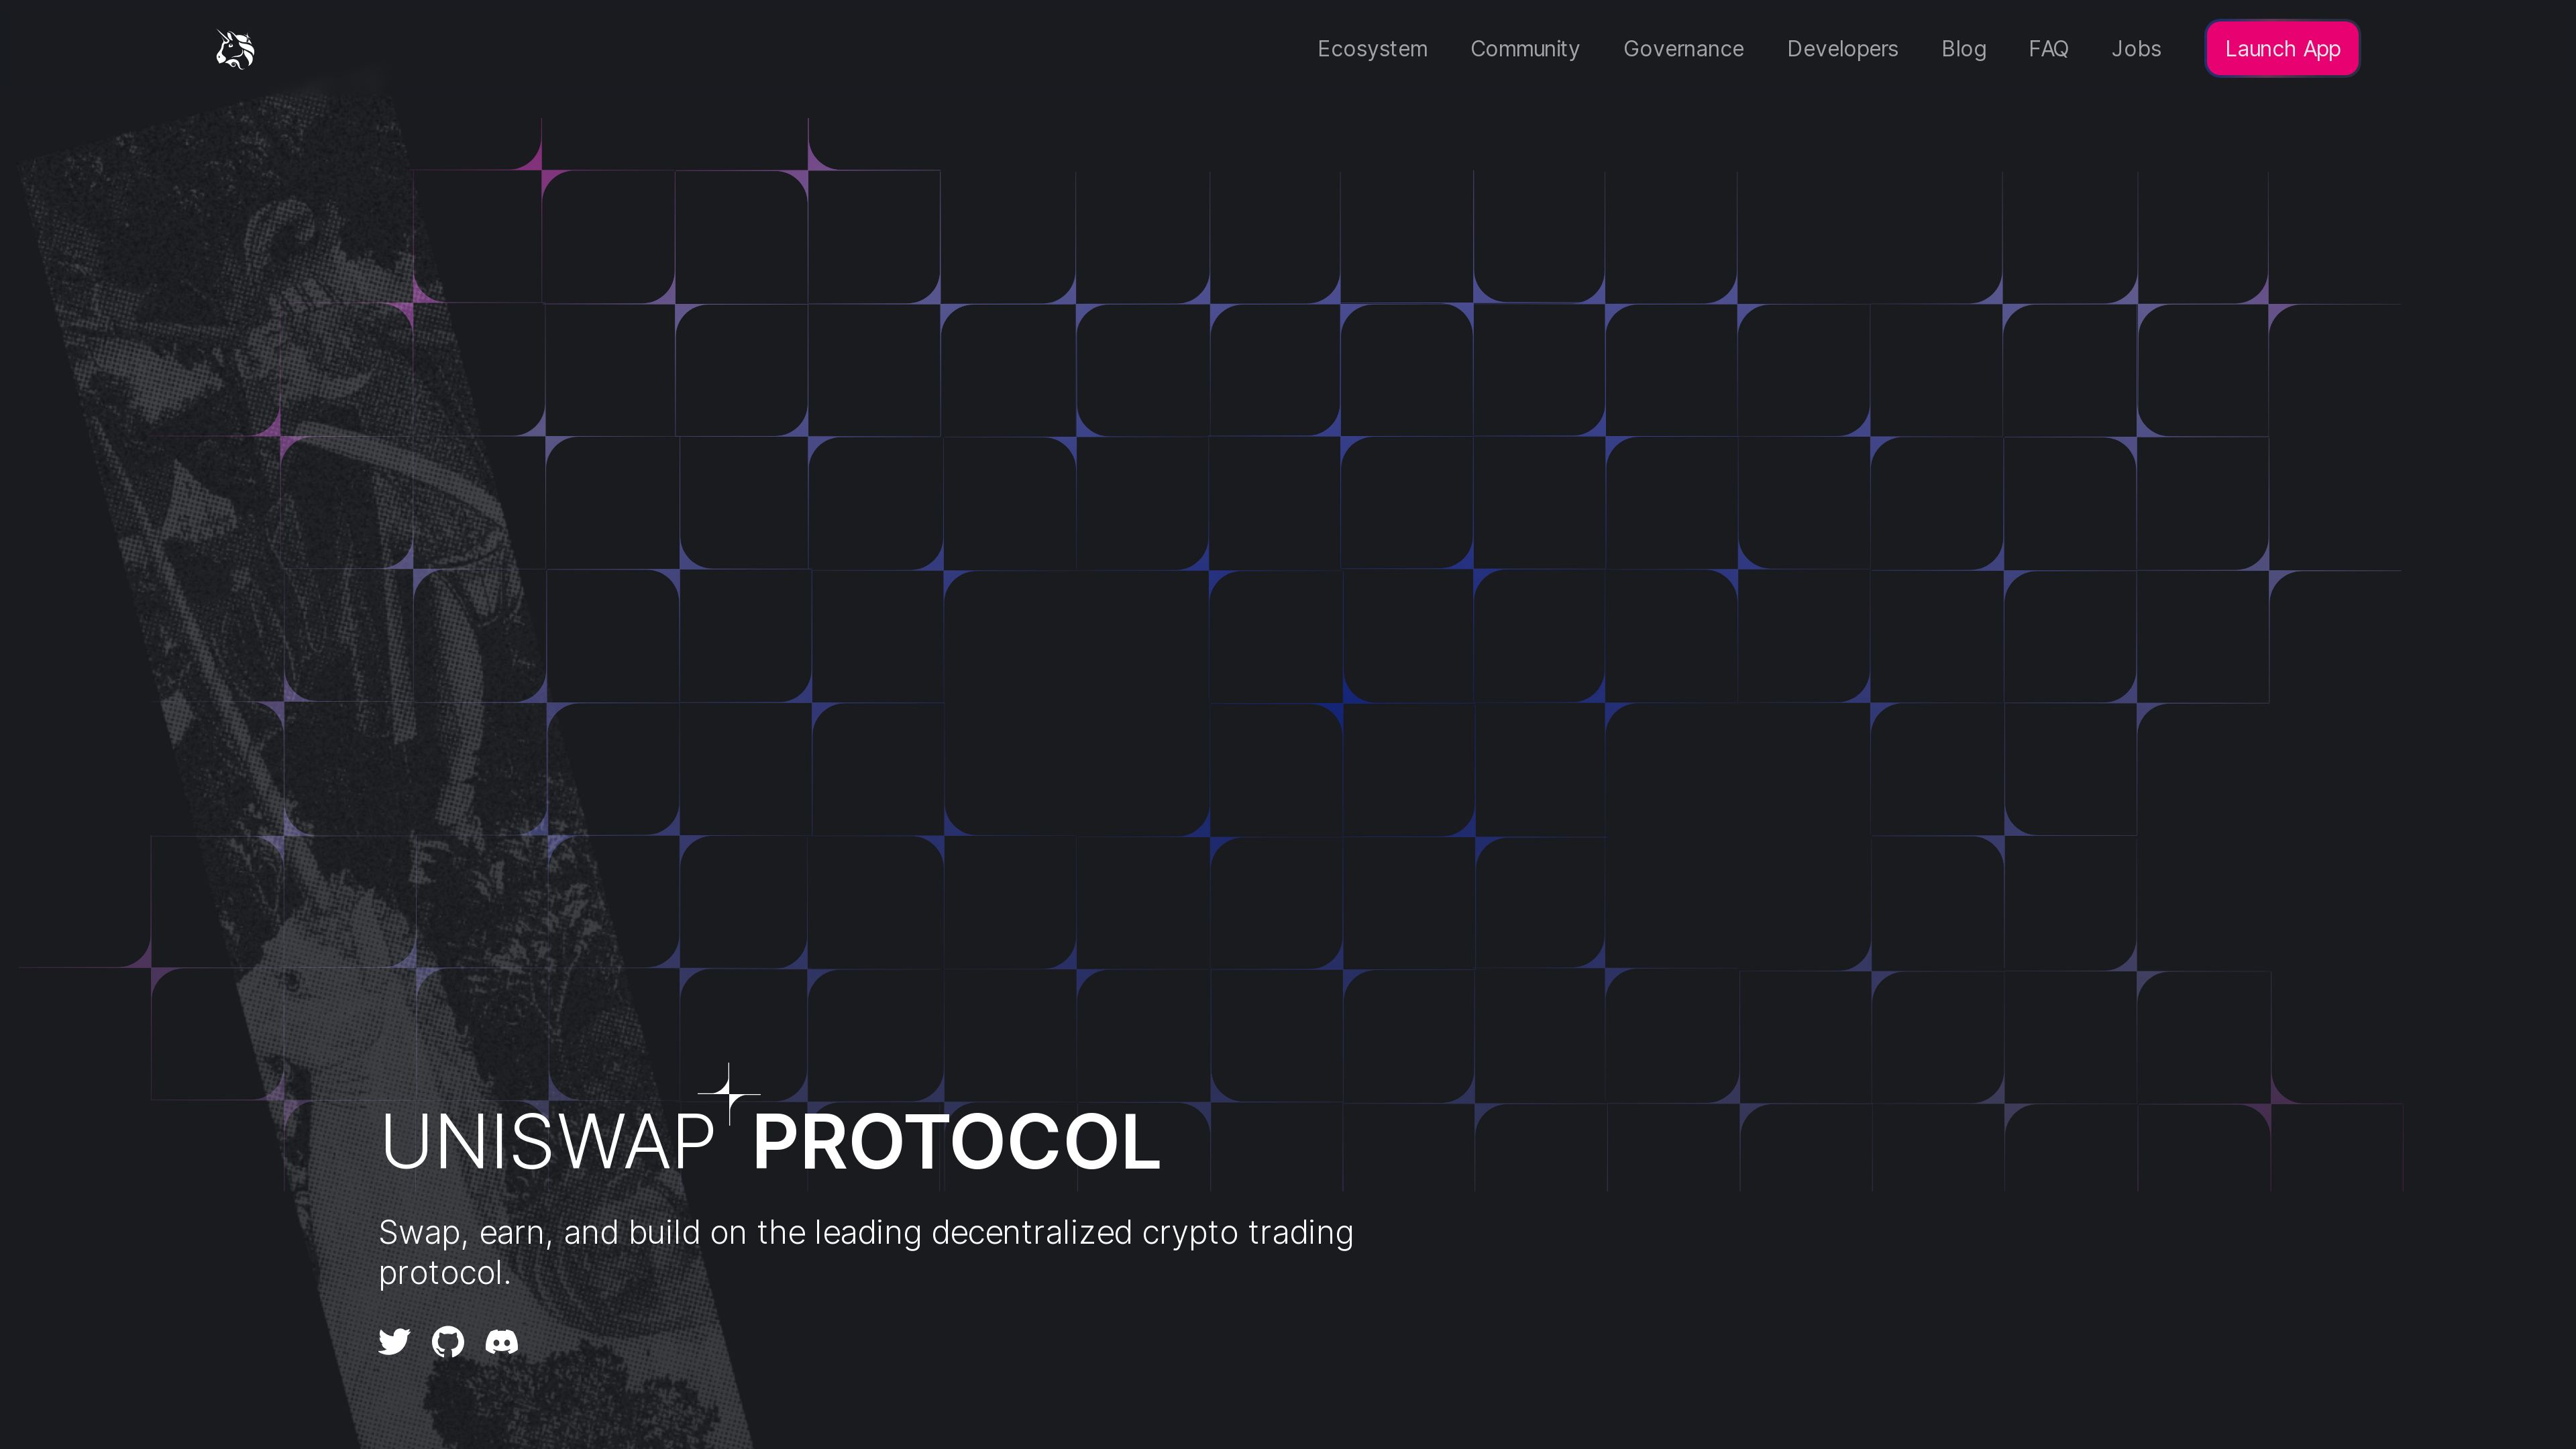 Ecosystem Community Governance Developers Blog FAQ Jobs Launch App
UNISWAP PROTOCOL
Swap, earn, and build on the leading decentralized crypto trading
protocol.